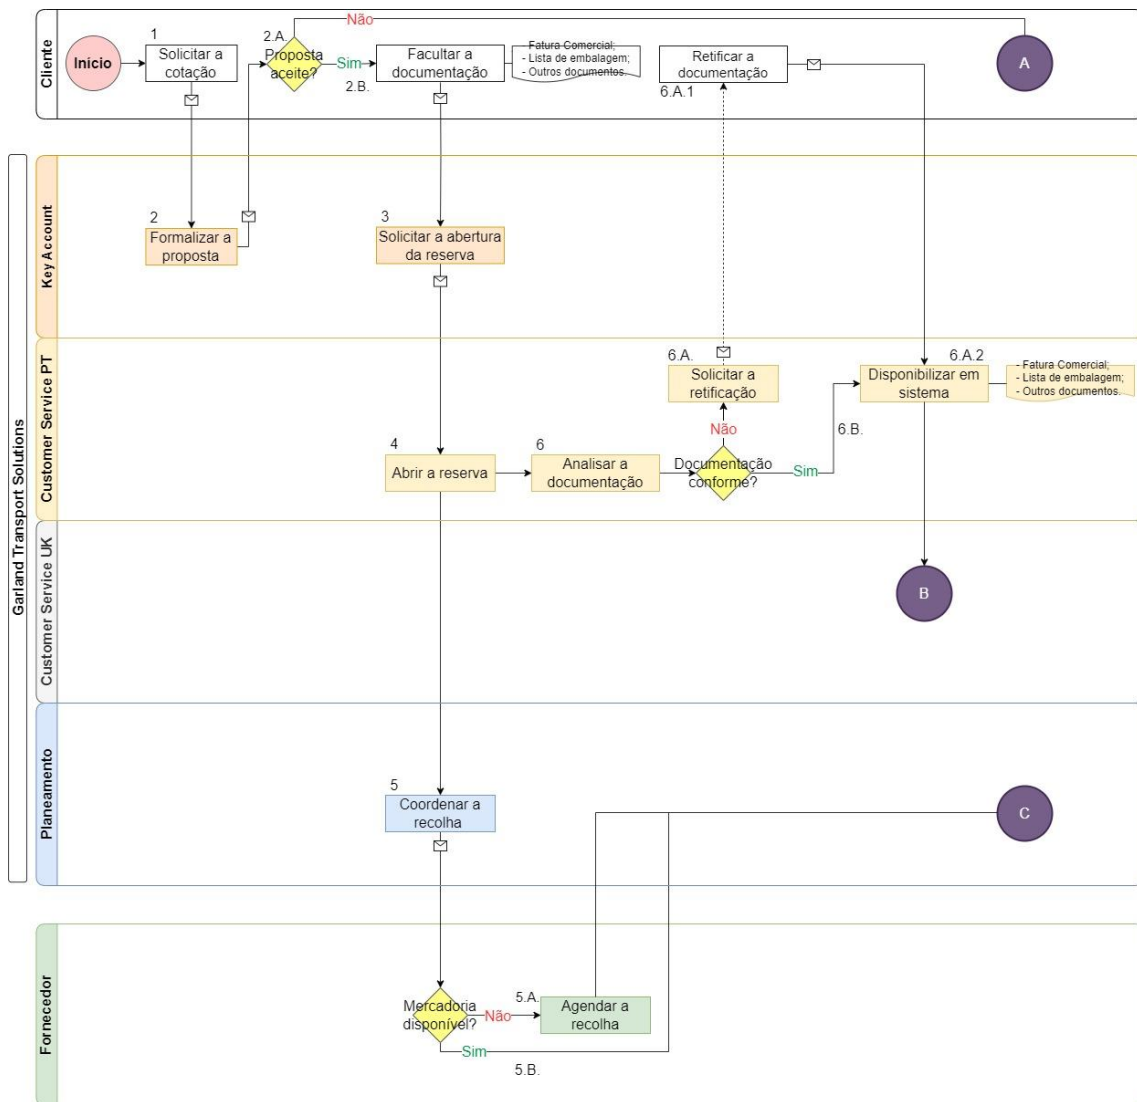 Cliente
Início
1
Solicitar a
cotação
2.A.
Proposta
aceite?
Não
Sim
2.B.
Facultar a
documentação
- Fatura Comercial;
- Lista de embalagem;
- Outros documentos.
Retificar a
documentação
6.A.1
A
Garland Transport Solutions
Key Account
2
Formalizar a
proposta
3
Solicitar a abertura
da reserva
Customer Service PT
4
Abrir a reserva
6
Analisar a
documentação
6.A.
Solicitar a
retificação
Não
Documentação
conforme?
Sim
6.B.
6.A.2
Disponibilizar em
sistema
- Fatura Comercial;
- Lista de embalagem;
- Outros documentos.
Customer Service UK
B
Planeamento
5
Coordenar a
recolha
C
Fornecedor
Mercadoria
disponível?
Não
5.A.
Agendar a
recolha
Sim
5.B.